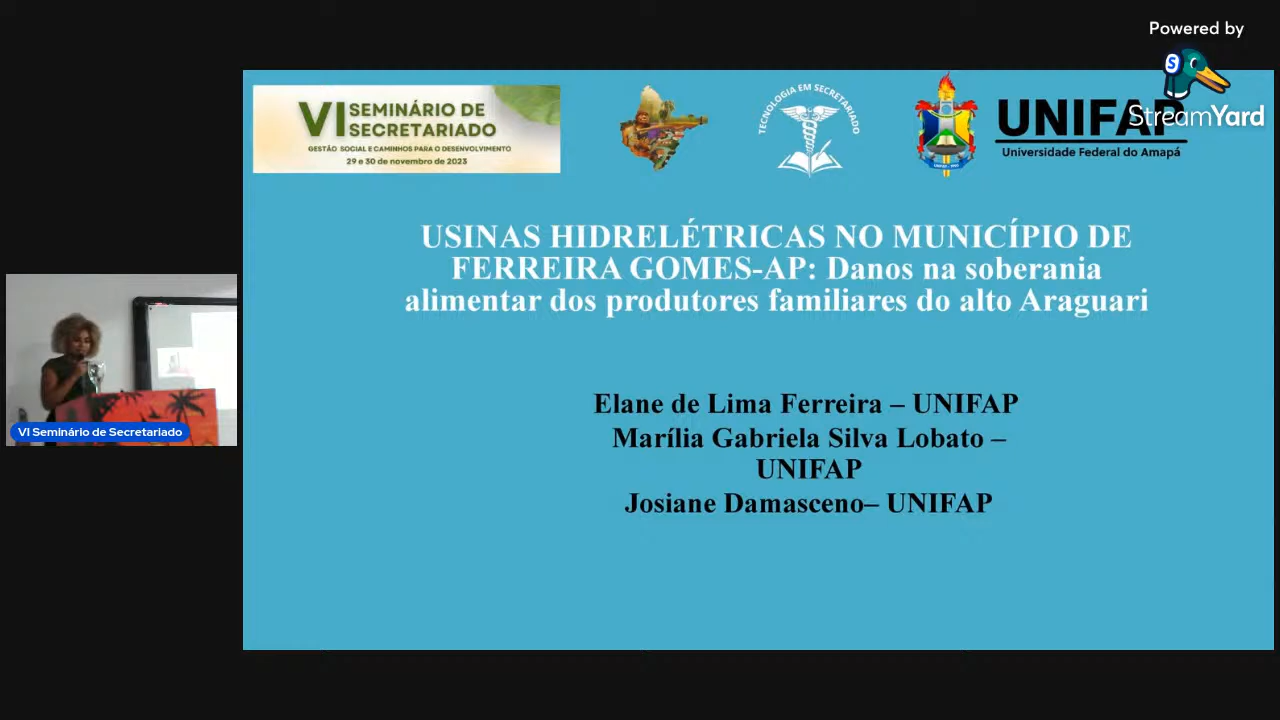 Powered by
StreamYard
VI SEMINÁRIO DE
SECRETARIADO
GESTÃO SOCIAL E CAMINHOS PARA O DESENVOLVIMENTO
29 e 30 de novembro de 2023
TECNOLOGIA EM SECRETARIADO
UNIFAP
Universidade Federal do Amapá
USINAS HIDRELÉTRICAS NO MUNICÍPIO DE
FERREIRA GOMES-AP: Danos na soberania
alimentar dos produtores familiares do alto Araguari
Elane de Lima Ferreira – UNIFAP
Marília Gabriela Silva Lobato –
UNIFAP
Josiane Damasceno– UNIFAP
VI Seminário de Secretariado